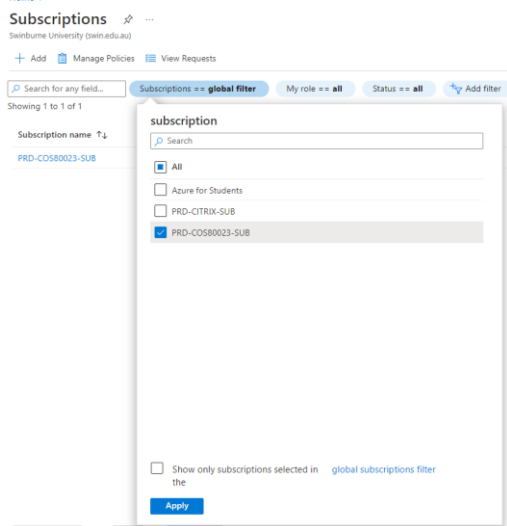 Subscriptions
Swinburne University (swin.edu.au)
Add Manage Policies View Requests
Search for any field... Subscriptions == global filter My role == all Status == all Add filter
Showing 1 to 1 of 1
Subscription name ↑↓
PRD-COS80023-SUB
subscription
Search
All
Azure for Students
PRD-CITRIX-SUB
PRD-COS80023-SUB
Show only subscriptions selected in the global subscriptions filter
Apply